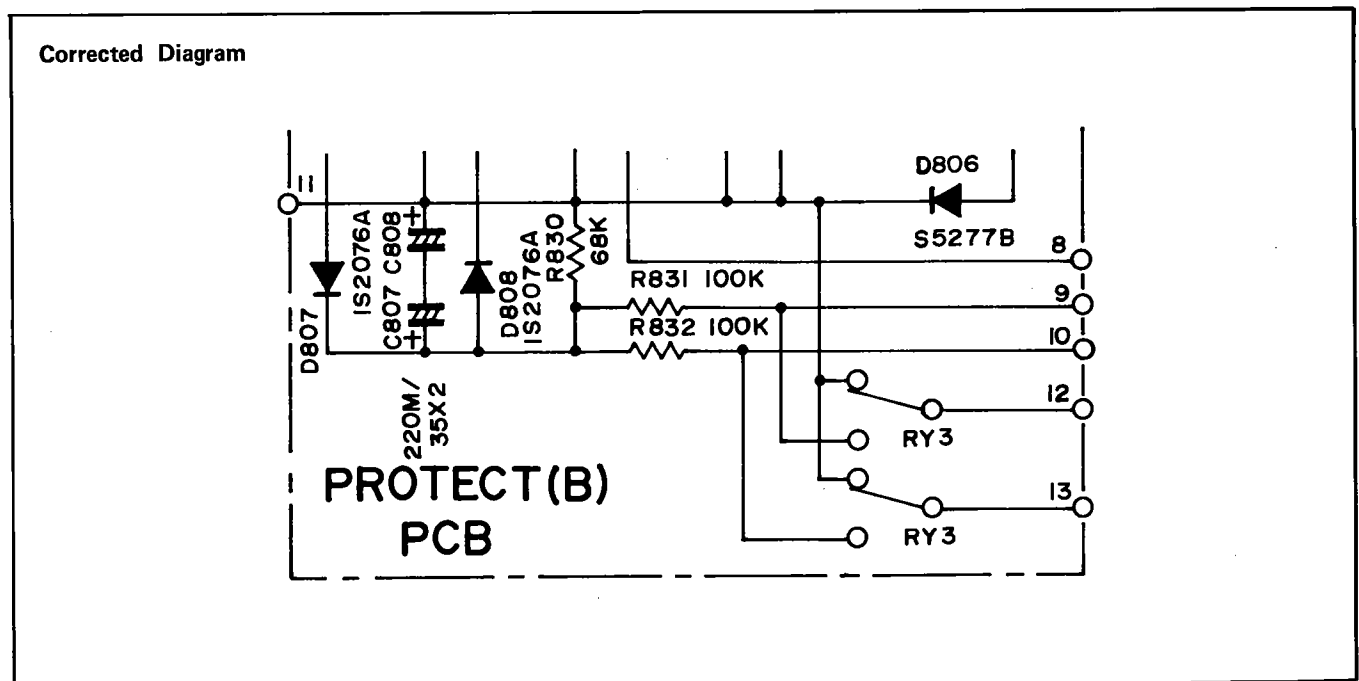 Corrected Diagram
D806
11
S5277B
8
IS2076A
C807 C808
+
+
D807
D808
IS2076A
R830
68K
R831 100K
9
R832 100K
10
220M/
35X2
12
RY3
13
RY3
PROTECT(B)
PCB